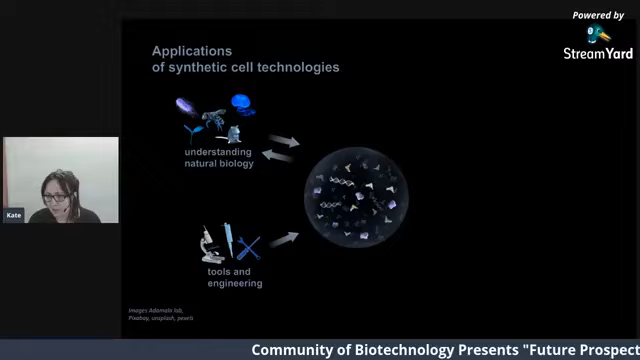 Powered by
StreamYard
Applications
of synthetic cell technologies
understanding
natural biology
tools and
engineering
Kate
Images Adamala lab,
Pixabay, unsplash, pexels
Community of Biotechnology Presents "Future Prospect